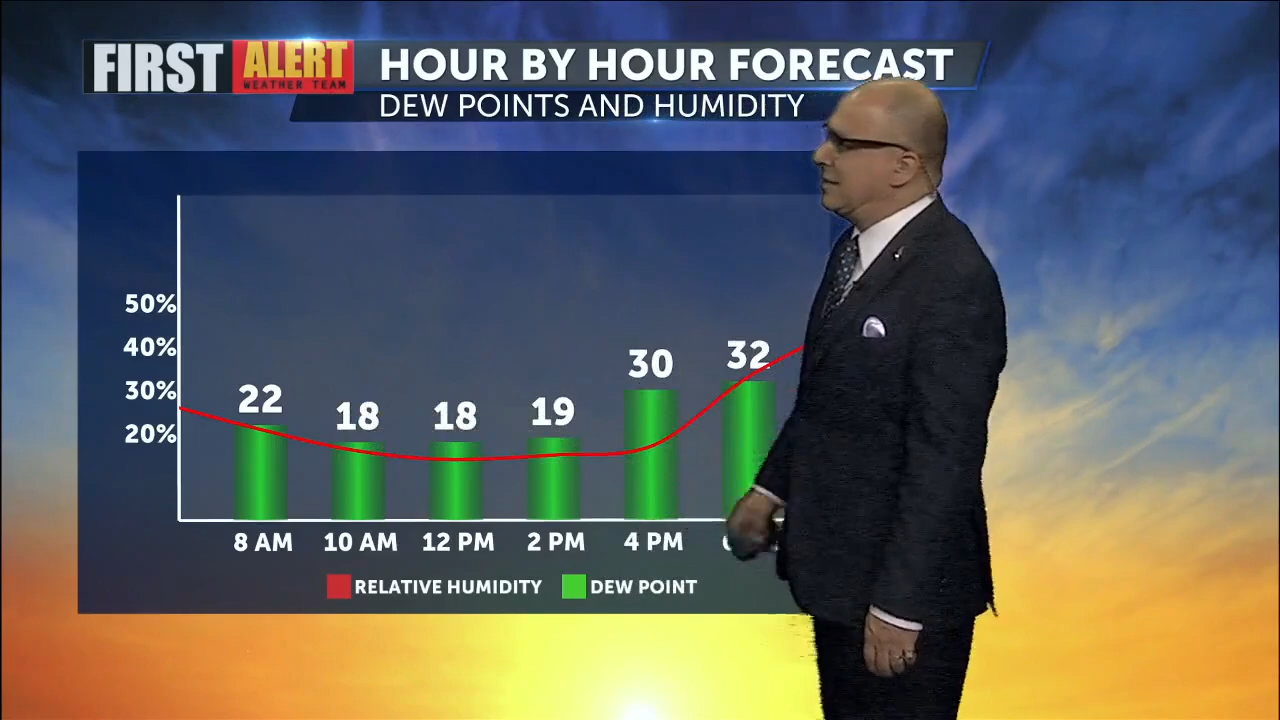 FIRST ALERT
WEATHER TEAM
HOUR BY HOUR FORECAST
DEW POINTS AND HUMIDITY
50%
40%
30%
20%
22
18
18
19
30
32
8 AM
10 AM
12 PM
2 PM
4 PM
RELATIVE HUMIDITY
DEW POINT